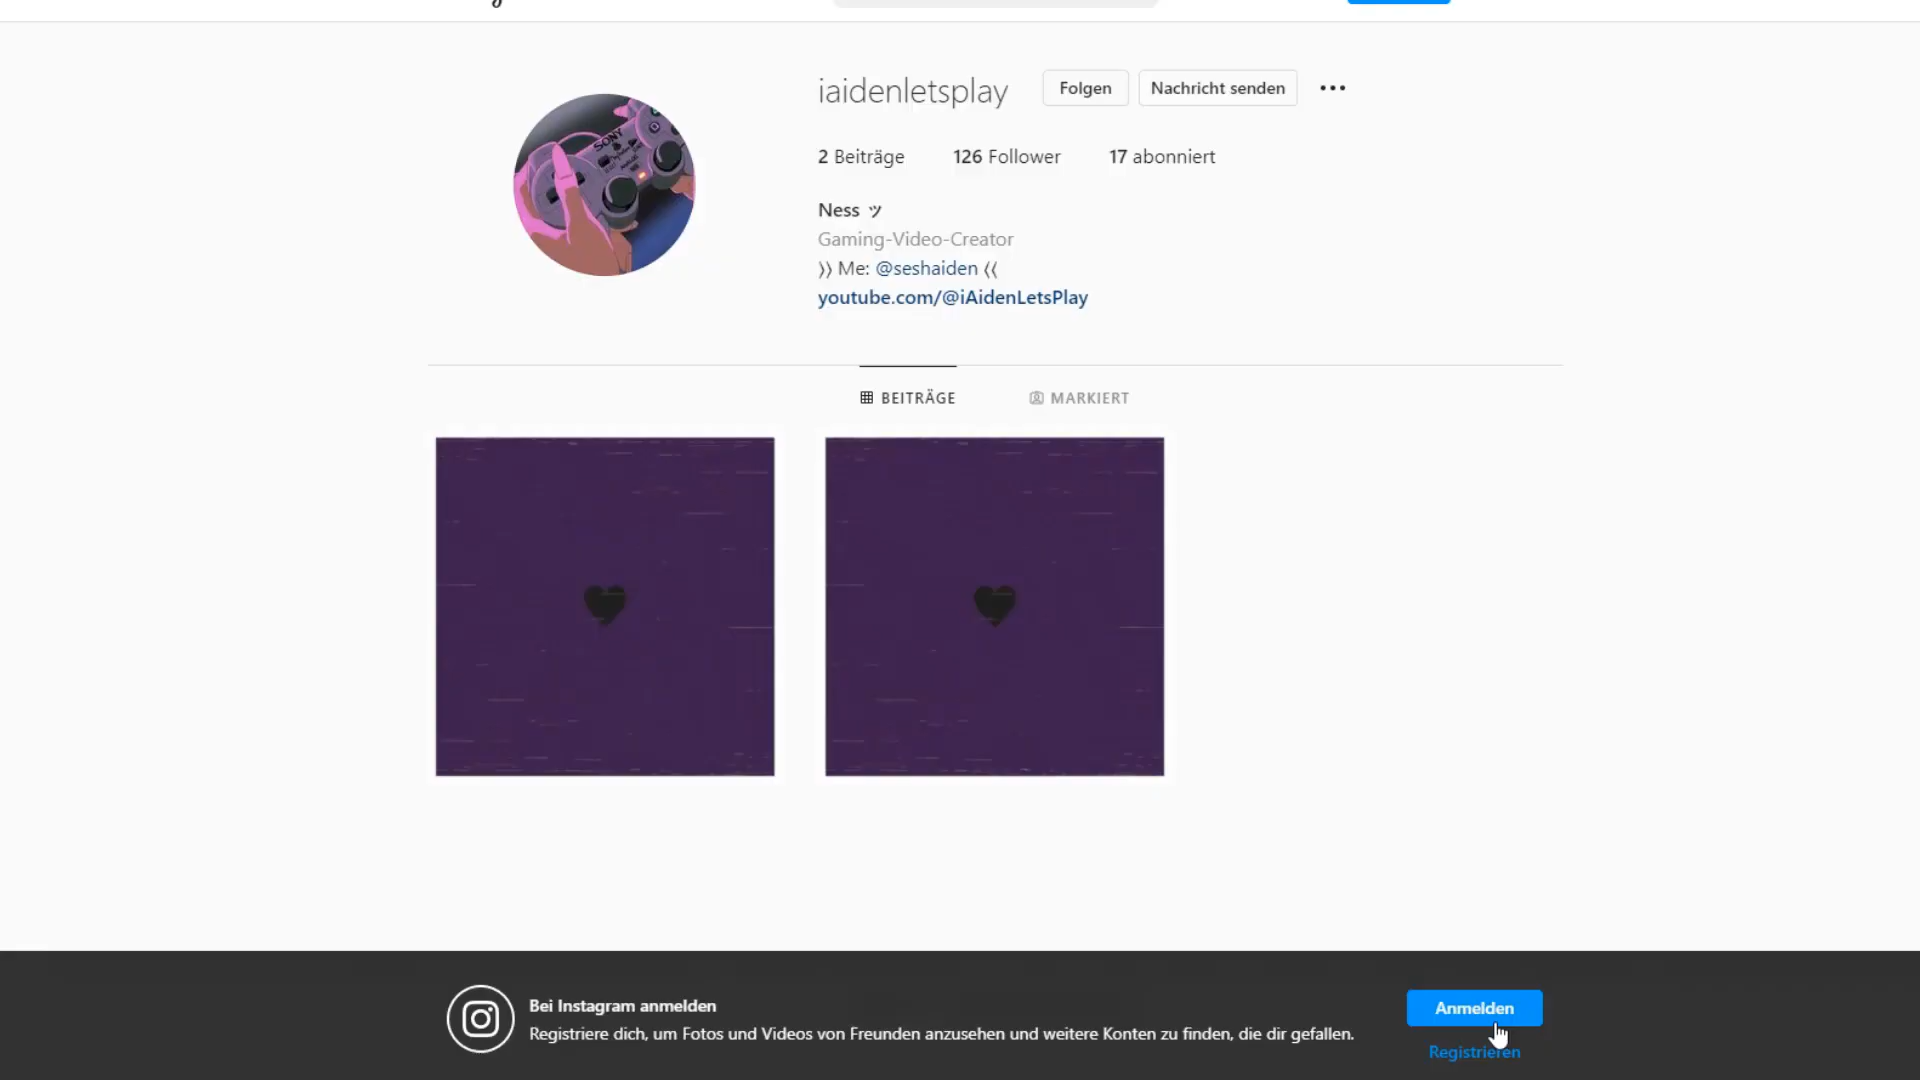 iaidenletsplay Folgen Nachricht senden
2 Beiträge 126 Follower 17 abonniert
Ness ツ
Gaming-Video-Creator
⟩⟩ Me: @seshaiden ⟨⟨
youtube.com/@iAidenLetsPlay
BEITRÄGE MARKIERT
SONY
Bei Instagram anmelden
Registriere dich, um Fotos und Videos von Freunden anzusehen und weitere Konten zu finden, die dir gefallen.
Anmelden
Registrieren